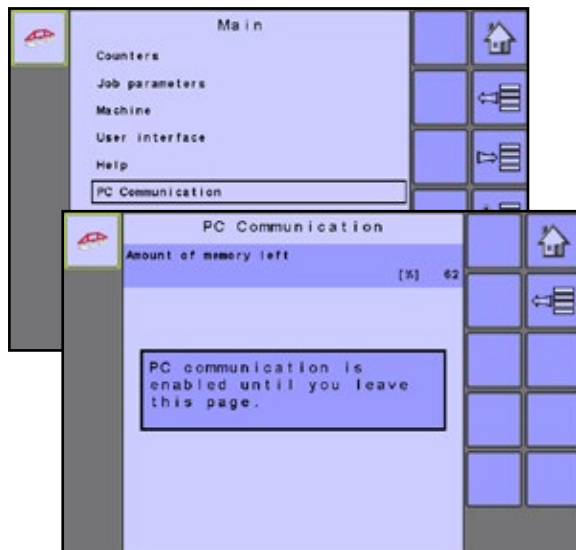 Main
Counters
Job parameters
Machine
User interface
Help
PC Communication
PC Communication
Amount of memory left
[%] 62
PC communication is
enabled until you leave
this page.